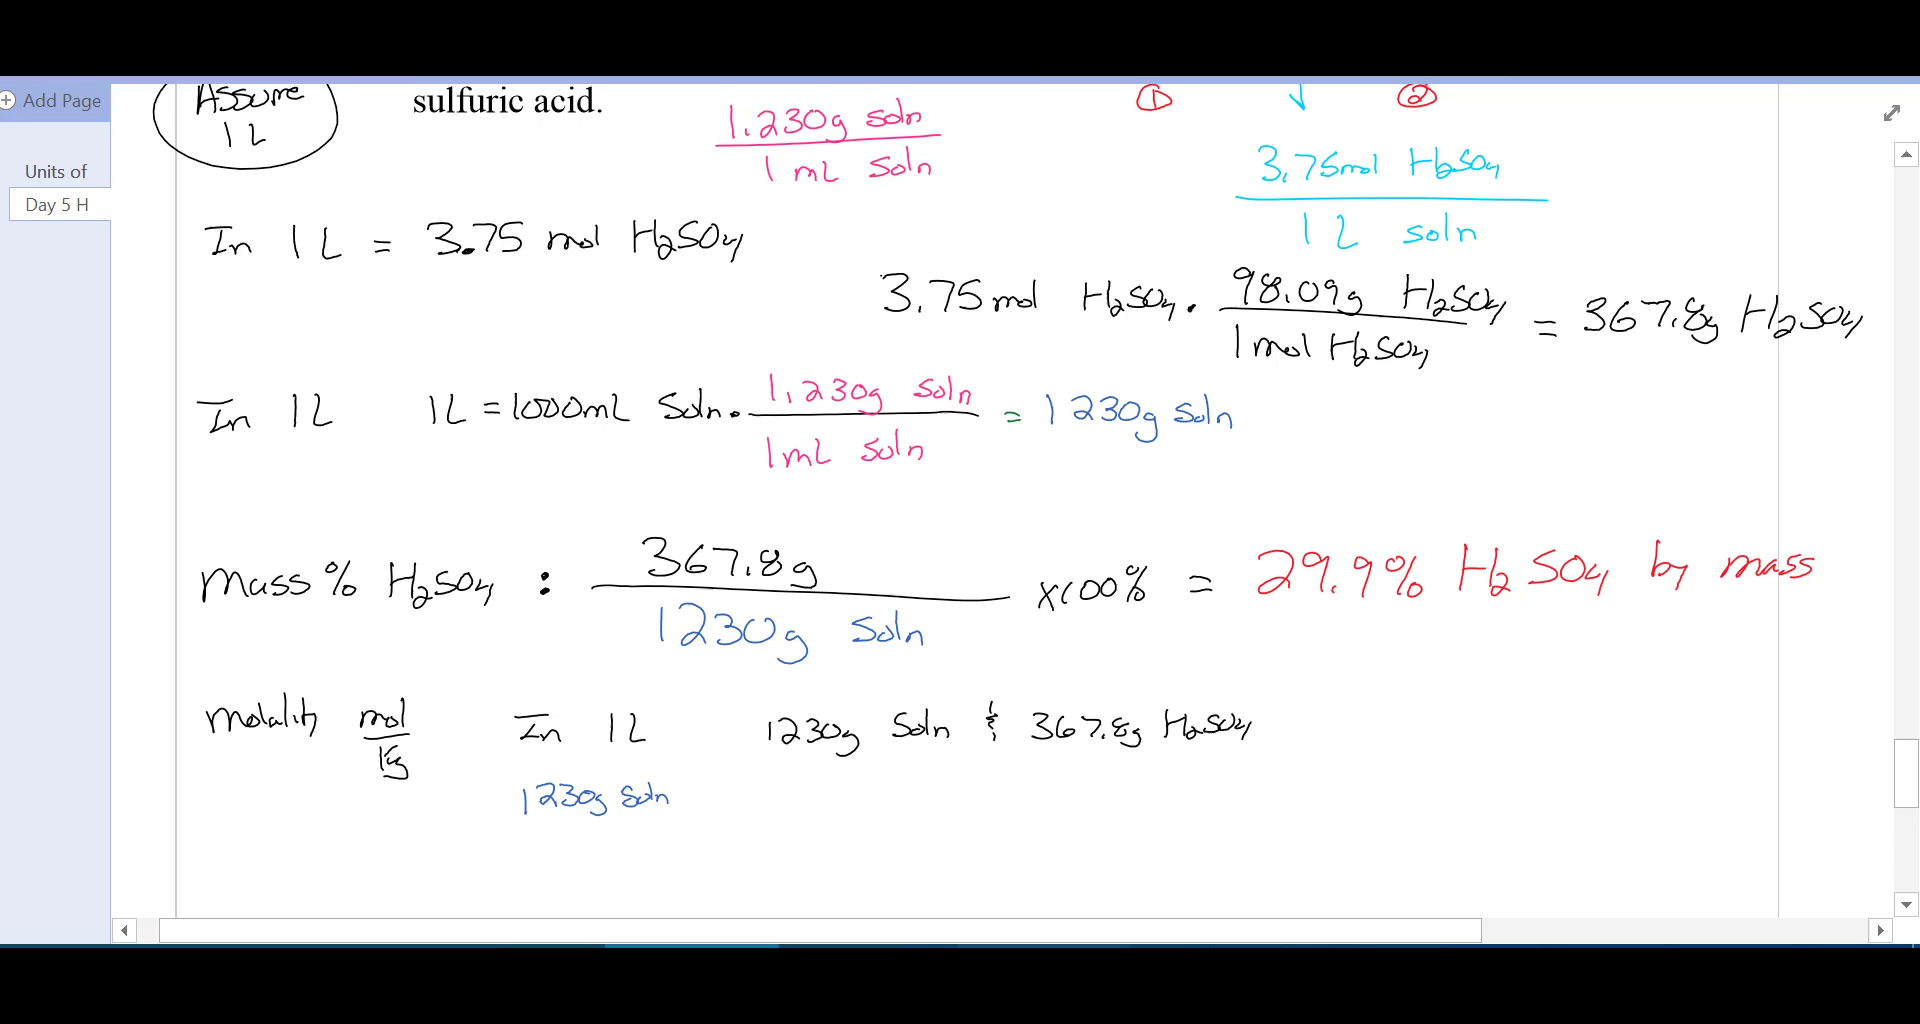 Add Page
Assume
1 L
sulfuric acid.
1.230g soln
1 mL soln
① ②
3.75mol H2SO4
1 L soln
Units of
Day 5 H
In 1 L = 3.75 mol H2SO4
3.75 mol H2SO4 · 98.09g H2SO4 / 1 mol H2SO4 = 367.8g H2SO4
In 1L 1L = 1000mL Soln · 1.230g soln / 1mL soln = 1230g soln
Mass % H2SO4 : 367.8g / 1230g soln x100% = 29.9% H2SO4 by mass
Molality mol / kg In 1 L 1230g Soln & 367.8g H2SO4
1230g soln